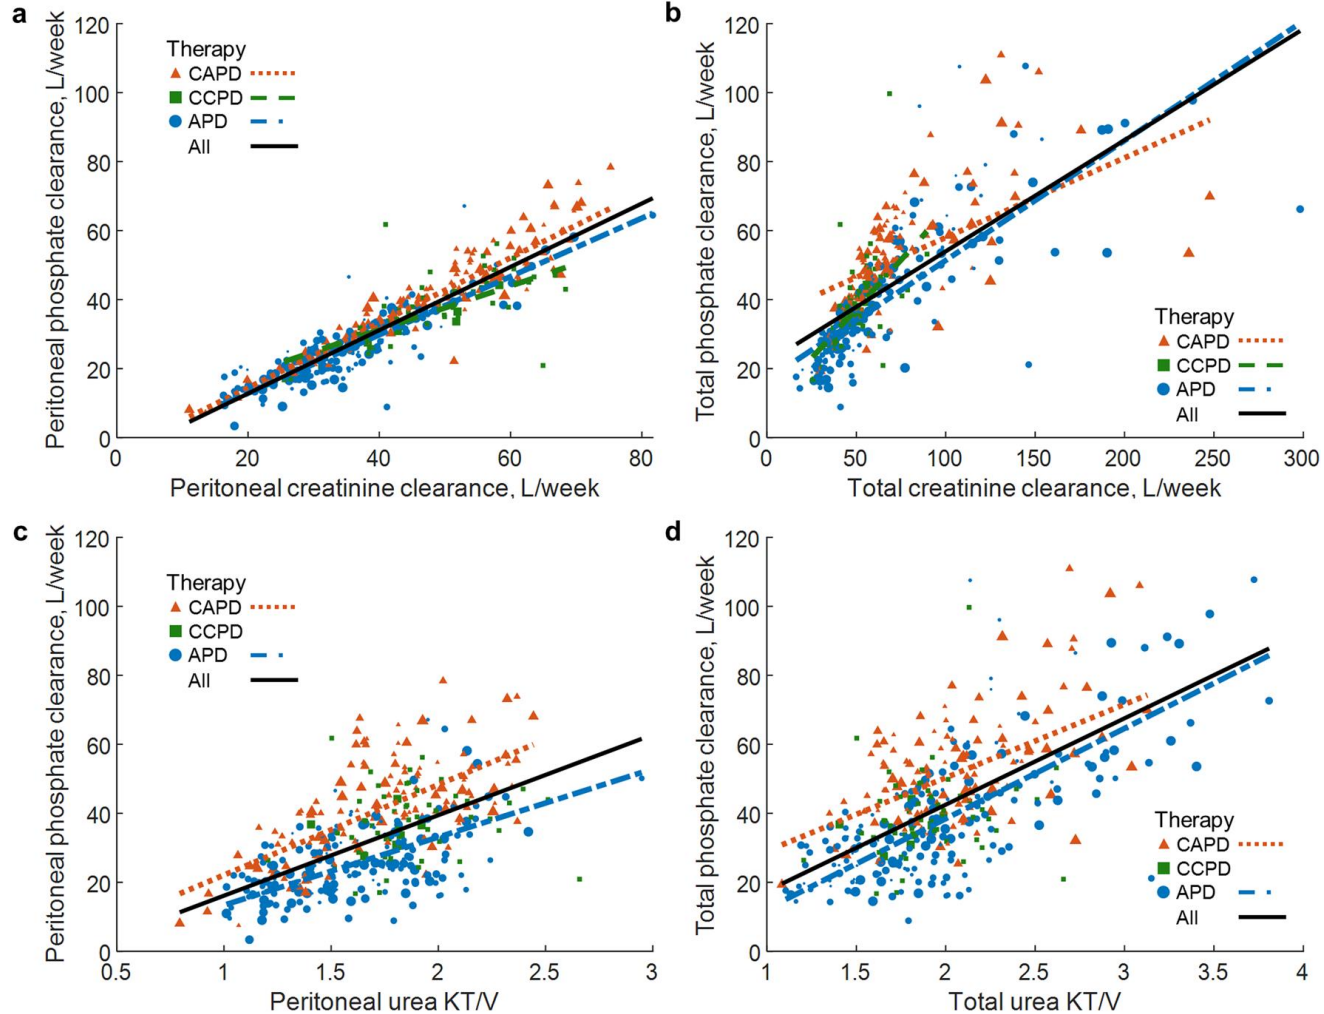 a
Peritoneal phosphate clearance, L/week
120
100
80
60
40
20
0
Therapy
CAPD
CCPD
APD
All
0 20 40 60 80
Peritoneal creatinine clearance, L/week
b
Total phosphate clearance, L/week
120
100
80
60
40
20
0
Therapy
CAPD
CCPD
APD
All
0 50 100 150 200 250 300
Total creatinine clearance, L/week
c
Peritoneal phosphate clearance, L/week
120
100
80
60
40
20
0
Therapy
CAPD
CCPD
APD
All
0.5 1 1.5 2 2.5 3
Peritoneal urea KT/V
d
Total phosphate clearance, L/week
120
100
80
60
40
20
0
Therapy
CAPD
CCPD
APD
All
1 1.5 2 2.5 3 3.5 4
Total urea KT/V